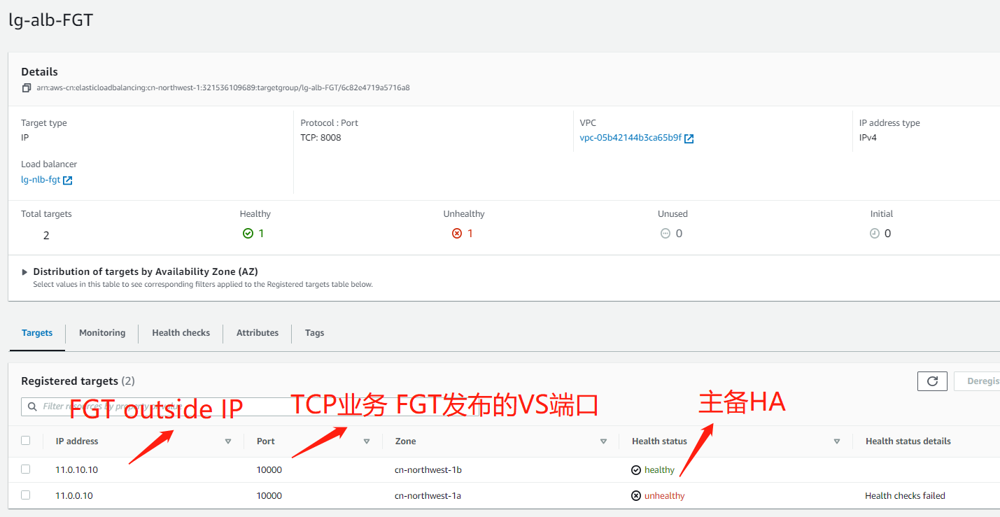 lg-alb-FGT
Details
arn:aws-cn:elasticloadbalancing:cn-northwest-1:321536109689:targetgroup/lg-alb-FGT/6c82e4719a5716a8
Target type
IP
Protocol : Port
TCP: 8008
VPC
vpc-05b42144b3ca65b9f
IP address type
IPv4
Load balancer
lg-nlb-fgt
Total targets
2
Healthy
1
Unhealthy
1
Unused
0
Initial
0
Distribution of targets by Availability Zone (AZ)
Select values in this table to see corresponding filters applied to the Registered targets table below.
Targets Monitoring Health checks Attributes Tags
Registered targets (2)
Deregis
Filter resources by property or value
FGT outside IP
TCP业务 FGT发布的VS端口
主备HA
IP address Port Zone Health status Health status details
11.0.10.10 10000 cn-northwest-1b healthy
11.0.0.10 10000 cn-northwest-1a unhealthy Health checks failed